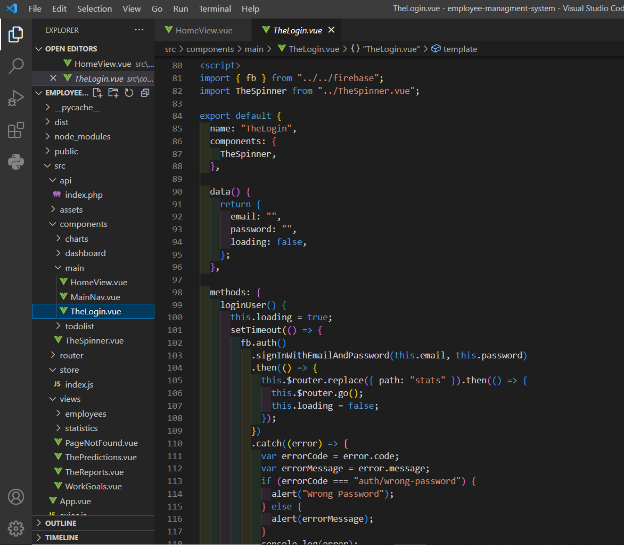 File Edit Selection View Go Run Terminal Help
TheLogin.vue - employee-managment-system - Visual Studio Cod
EXPLORER ···
OPEN EDITORS
HomeView.vue src\...
TheLogin.vue src\co...
EMPLOYEE...
__pycache__
dist
node_modules
public
src
api
index.php
assets
components
charts
dashboard
main
HomeView.vue
MainNav.vue
TheLogin.vue
todolist
TheSpinner.vue
router
store
JS index.js
views
employees
statistics
PageNotFound.vue
ThePredictions.vue
TheReports.vue
WorkGoals.vue
App.vue
OUTLINE
TIMELINE
HomeView.vue
TheLogin.vue
src > components > main > TheLogin.vue > {} "TheLogin.vue" > template
80 <script>
81 import { fb } from "../../firebase";
82 import TheSpinner from "../TheSpinner.vue";
83
84 export default {
85 name: "TheLogin",
86 components: {
87 TheSpinner,
88 },
89
90 data() {
91 return {
92 email: "",
93 password: "",
94 loading: false,
95 };
96 },
97
98 methods: {
99 loginUser() {
100 this.loading = true;
101 setTimeout(() => {
102 fb.auth()
103 .signInWithEmailAndPassword(this.email, this.password)
104 .then(() => {
105 this.$router.replace({ path: "stats" }).then(() => {
106 this.$router.go();
107 this.loading = false;
108 });
109 })
110 .catch((error) => {
111 var errorCode = error.code;
112 var errorMessage = error.message;
113 if (errorCode === "auth/wrong-password") {
114 alert("Wrong Password");
115 } else {
116 alert(errorMessage);
117 }
118 console.log(error);